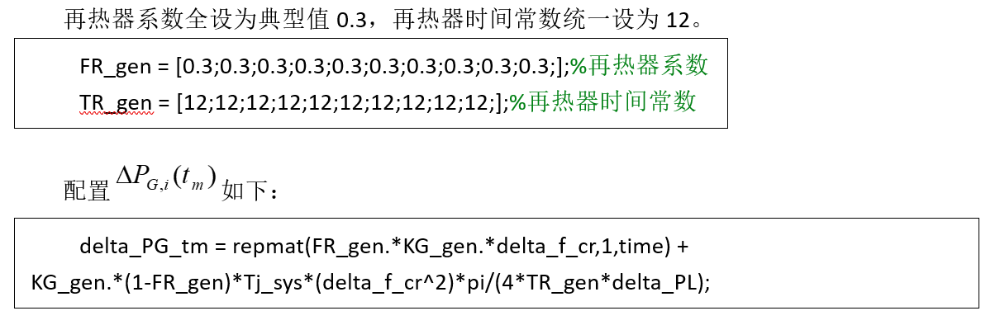 再热器系数全设为典型值 0.3，再热器时间常数统一设为 12。
FR_gen = [0.3;0.3;0.3;0.3;0.3;0.3;0.3;0.3;0.3;0.3;];%再热器系数
TR_gen = [12;12;12;12;12;12;12;12;12;12;];%再热器时间常数
配置 ΔP_{G,i}(t_m) 如下：
delta_PG_tm = repmat(FR_gen.*KG_gen.*delta_f_cr,1,time) +
KG_gen.*(1-FR_gen)*Tj_sys*(delta_f_cr^2)*pi/(4*TR_gen*delta_PL);